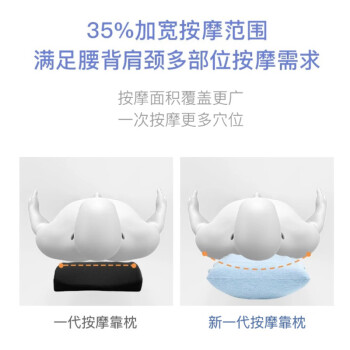 35%加宽按摩范围
满足腰背肩颈多部位按摩需求
按摩面积覆盖更广
一次按摩更多穴位
一代按摩靠枕
新一代按摩靠枕